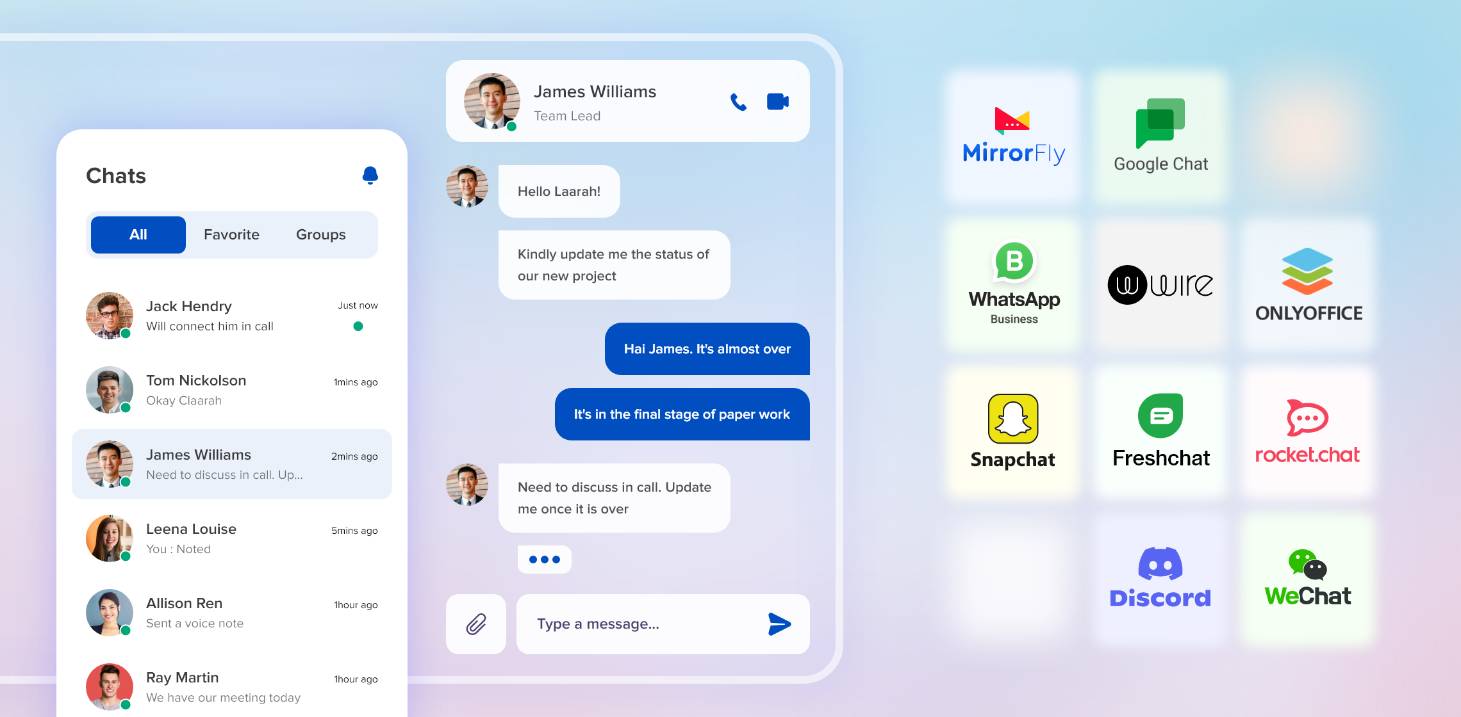 Chats
All
Favorite
Groups
Jack Hendry
Just now
Will connect him in call
Tom Nickolson
1mins ago
Okay Claarah
James Williams
2mins ago
Need to discuss in call. Up...
Leena Louise
5mins ago
You : Noted
Allison Ren
1hour ago
Sent a voice note
Ray Martin
1hour ago
We have our meeting today
James Williams
Team Lead
Hello Laarah!
Kindly update me the status of
our new project
Hai James. It's almost over
It's in the final stage of paper work
Need to discuss in call. Update
me once it is over
Type a message...
MirrorFly
Google Chat
B
WhatsApp
Business
wire
ONLYOFFICE
Snapchat
Freshchat
rocket.chat
Discord
WeChat